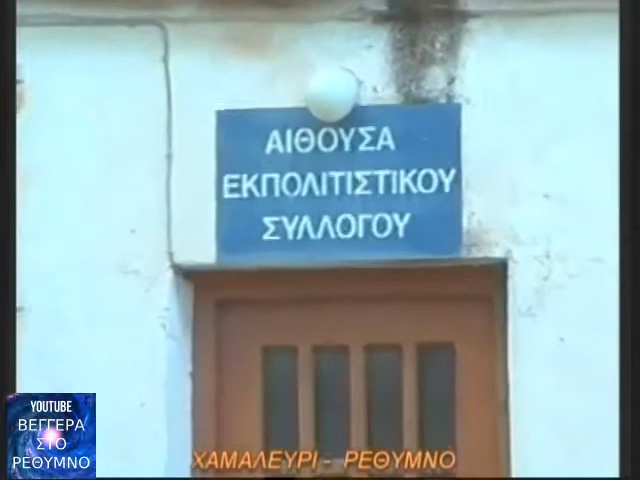 ΑΙΘΟΥΣΑ
ΕΚΠΟΛΙΤΙΣΤΙΚΟΥ
ΣΥΛΛΟΓΟΥ
YOUTUBE
ΒΕΓΓΕΡΑ
ΣΤΟ
ΡΕΘΥΜΝΟ
ΧΑΜΑΛΕΥΡΙ - ΡΕΘΥΜΝΟ